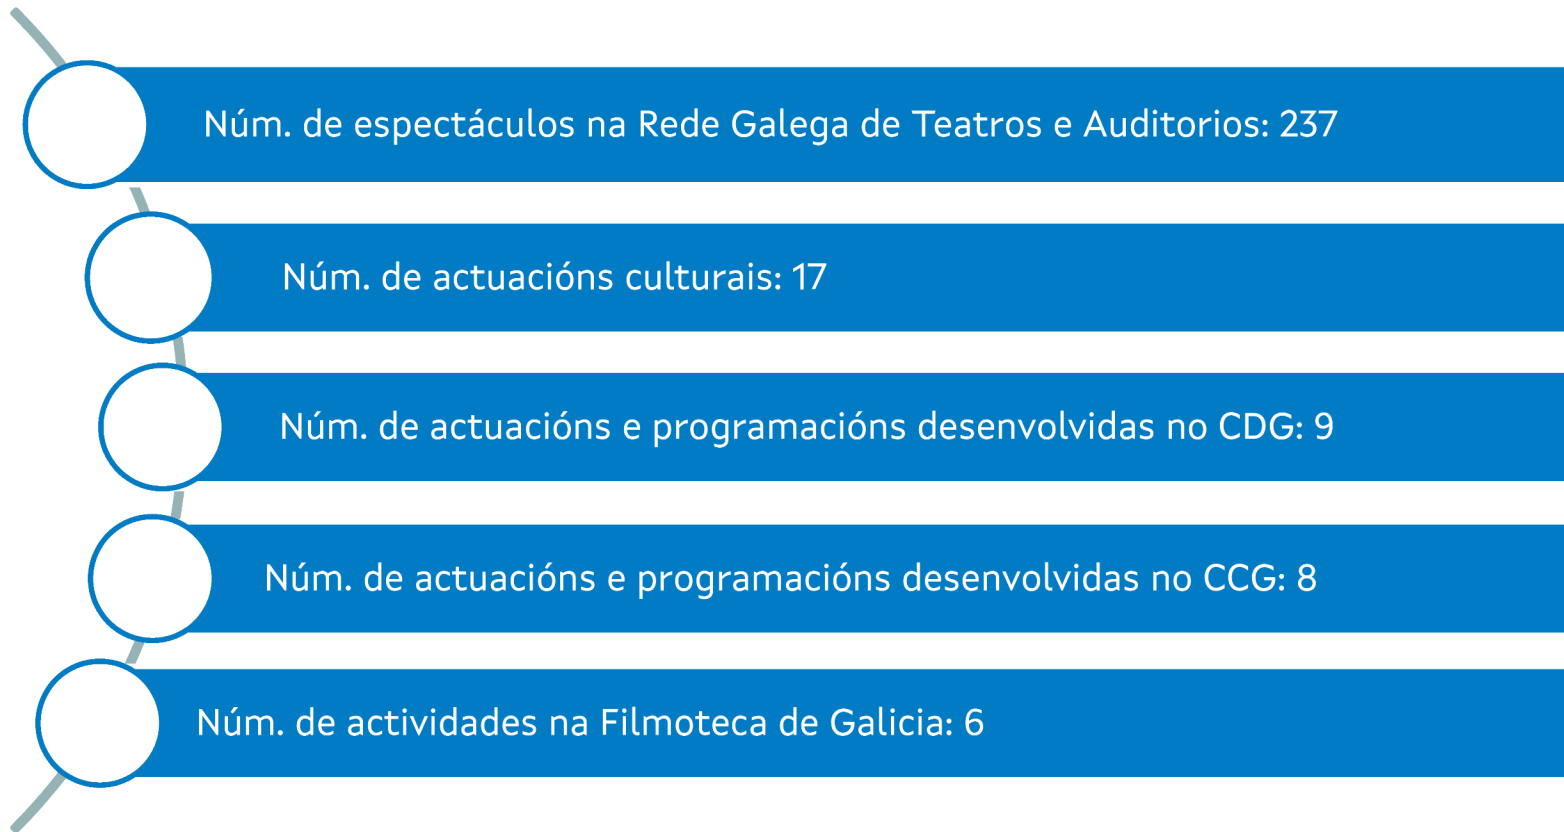 Núm. de espectáculos na Rede Galega de Teatros e Auditorios: 237
Núm. de actuacións culturais: 17
Núm. de actuacións e programacións desenvolvidas no CDG: 9
Núm. de actuacións e programacións desenvolvidas no CCG: 8
Núm. de actividades na Filmoteca de Galicia: 6